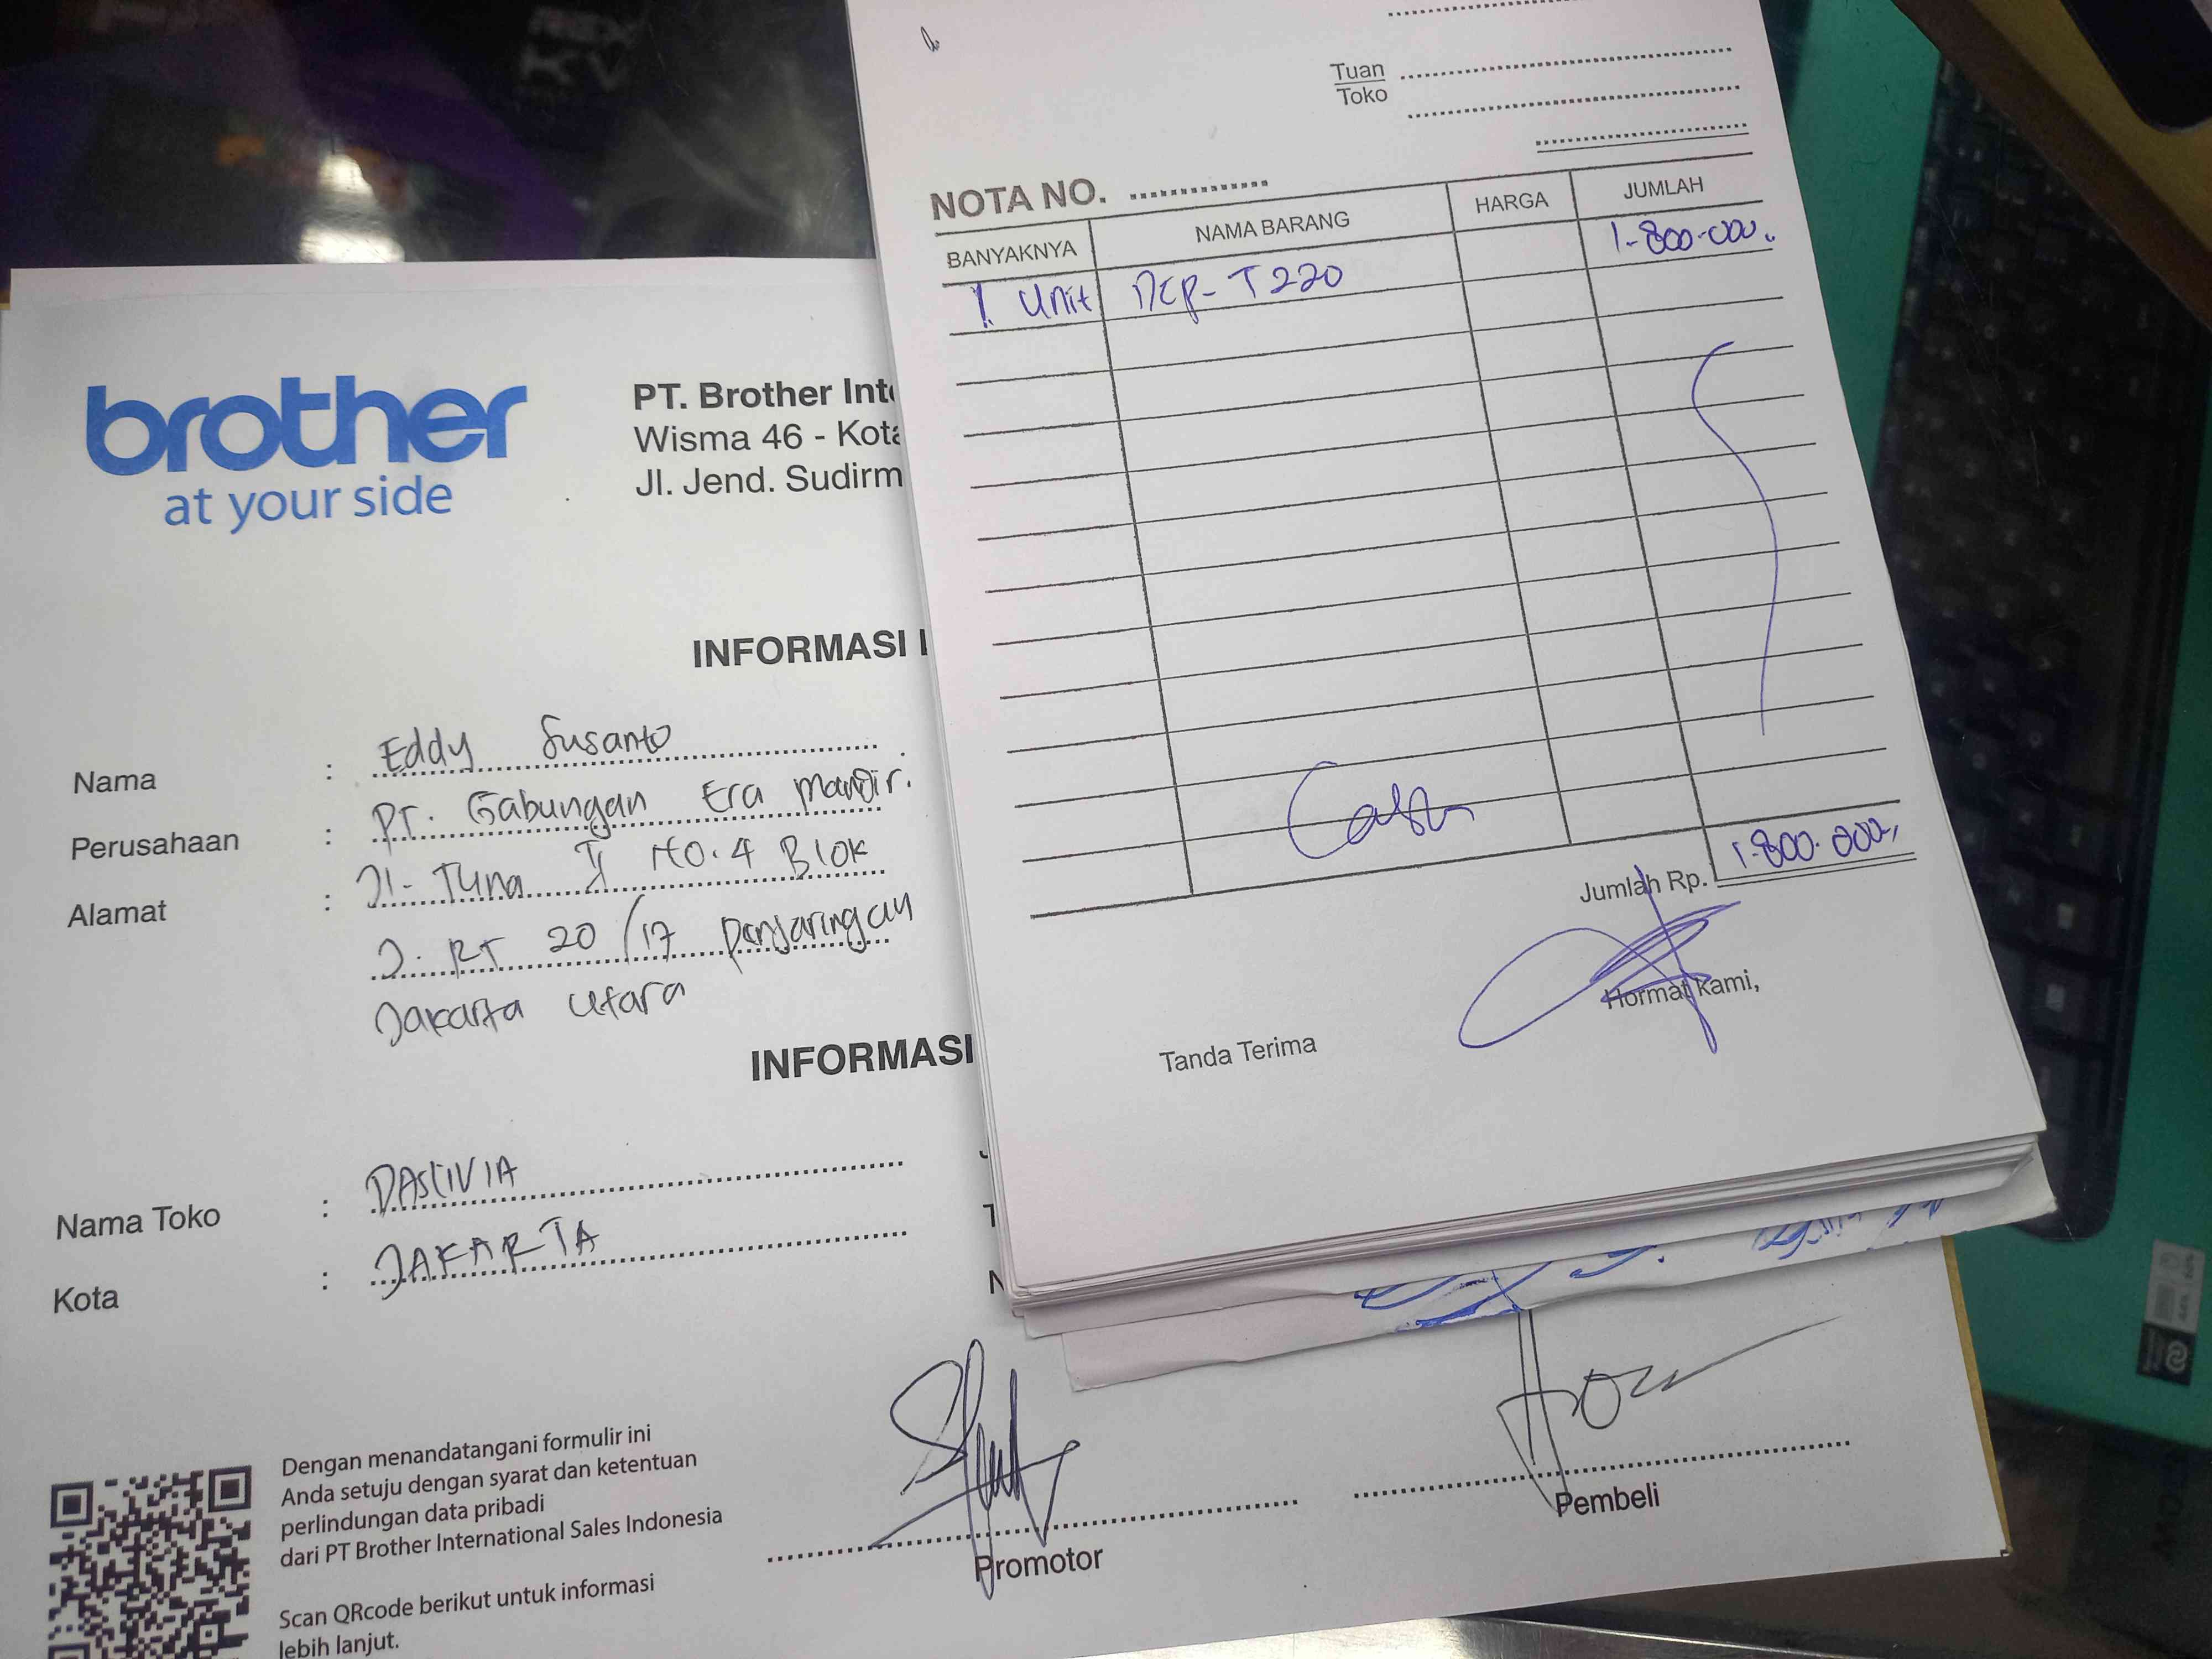 brother
at your side
PT. Brother Inte
Wisma 46 - Kota
Jl. Jend. Sudirm
INFORMASI
Nama : Eddy Susanto
Perusahaan : PT. Gabungan Era Mandiri
Alamat : Jl. Tuna II No. 4 Blok
J. RT 20/17 Penjaringan
Jakarta Utara
INFORMASI
Nama Toko :
Kota : JAKARTA
Dengan menandatangani formulir ini
Anda setuju dengan syarat dan ketentuan
perlindungan data pribadi
dari PT Brother International Sales Indonesia
Scan QRcode berikut untuk informasi
lebih lanjut.
Promotor
Pembeli
Tuan
Toko
NOTA NO.
BANYAKNYA NAMA BARANG HARGA JUMLAH
1 Unit DCP-T220 1.800.000,
Cash
Jumlah Rp. 1.800.000,
Tanda Terima
Hormat Kami,